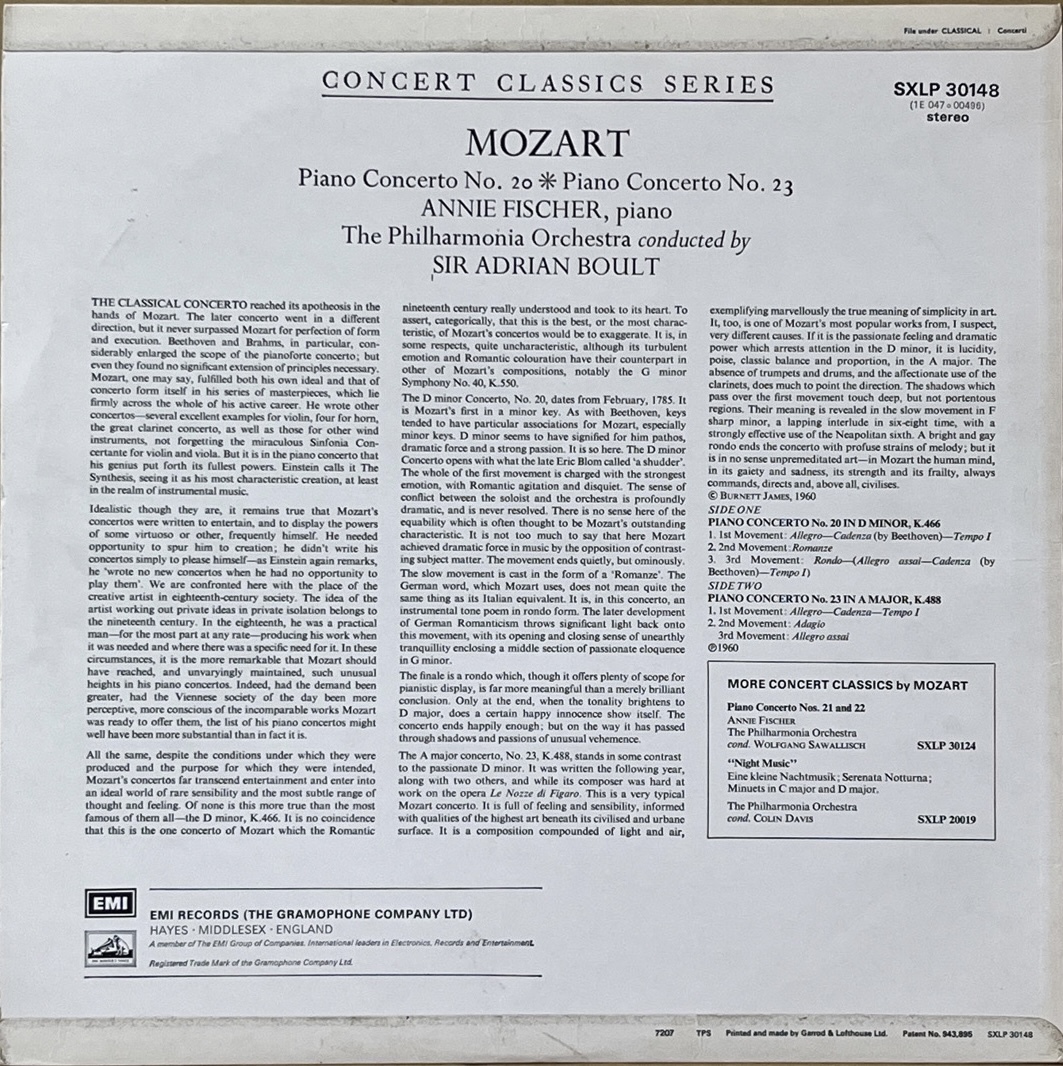 File under CLASSICAL : Concerti
CONCERT CLASSICS SERIES
SXLP 30148
(1E 047 o 00496)
stereo
MOZART
Piano Concerto No. 20 * Piano Concerto No. 23
ANNIE FISCHER, piano
The Philharmonia Orchestra conducted by
SIR ADRIAN BOULT
THE CLASSICAL CONCERTO reached its apotheosis in the
hands of Mozart. The later concerto went in a different
direction, but it never surpassed Mozart for perfection of form
and execution. Beethoven and Brahms, in particular, con-
siderably enlarged the scope of the pianoforte concerto; but
even they found no significant extension of principles necessary.
Mozart, one may say, fulfilled both his own ideal and that of
concerto form itself in his series of masterpieces, which lie
firmly across the whole of his active career. He wrote other
concertos—several excellent examples for violin, four for horn,
the great clarinet concerto, as well as those for other wind
instruments, not forgetting the miraculous Sinfonia Con-
certante for violin and viola. But it is in the piano concerto that
his genius put forth its fullest powers. Einstein calls it The
Synthesis, seeing it as his most characteristic creation, at least
in the realm of instrumental music.
Idealistic though they are, it remains true that Mozart's
concertos were written to entertain, and to display the powers
of some virtuoso or other, frequently himself. He needed
opportunity to spur him to creation; he didn't write his
concertos simply to please himself—as Einstein again remarks,
he 'wrote no new concertos when he had no opportunity to
play them'. We are confronted here with the place of the
creative artist in eighteenth-century society. The idea of the
artist working out private ideas in private isolation belongs to
the nineteenth century. In the eighteenth, he was a practical
man—for the most part at any rate—producing his work when
it was needed and where there was a specific need for it. In these
circumstances, it is the more remarkable that Mozart should
have reached, and unvaryingly maintained, such unusual
heights in his piano concertos. Indeed, had the demand been
greater, had the Viennese society of the day been more
perceptive, more conscious of the incomparable works Mozart
was ready to offer them, the list of his piano concertos might
well have been more substantial than in fact it is.
All the same, despite the conditions under which they were
produced and the purpose for which they were intended,
Mozart's concertos far transcend entertainment and enter into
an ideal world of rare sensibility and the most subtle range of
thought and feeling. Of none is this more true than the most
famous of them all—the D minor, K.466. It is no coincidence
that this is the one concerto of Mozart which the Romantic
nineteenth century really understood and took to its heart. To
assert, categorically, that this is the best, or the most charac-
teristic, of Mozart's concertos would be to exaggerate. It is, in
some respects, quite uncharacteristic, although its turbulent
emotion and Romantic colouration have their counterpart in
other of Mozart's compositions, notably the G minor
Symphony No. 40, K.550.
The D minor Concerto, No. 20, dates from February, 1785. It
is Mozart's first in a minor key. As with Beethoven, keys
tended to have particular associations for Mozart, especially
minor keys. D minor seems to have signified for him pathos,
dramatic force and a strong passion. It is so here. The D minor
Concerto opens with what the late Eric Blom called 'a shudder'.
The whole of the first movement is charged with the strongest
emotion, with Romantic agitation and disquiet. The sense of
conflict between the soloist and the orchestra is profoundly
dramatic, and is never resolved. There is no sense here of the
equability which is often thought to be Mozart's outstanding
characteristic. It is not too much to say that here Mozart
achieved dramatic force in music by the opposition of contrast-
ing subject matter. The movement ends quietly, but ominously.
The slow movement is cast in the form of a 'Romanze'. The
German word, which Mozart uses, does not mean quite the
same thing as its Italian equivalent. It is, in this concerto, an
instrumental tone poem in rondo form. The later development
of German Romanticism throws significant light back onto
this movement, with its opening and closing sense of unearthly
tranquillity enclosing a middle section of passionate eloquence
in G minor.
The finale is a rondo which, though it offers plenty of scope for
pianistic display, is far more meaningful than a merely brilliant
conclusion. Only at the end, when the tonality brightens to
D major, does a certain happy innocence show itself. The
concerto ends happily enough; but on the way it has passed
through shadows and passions of unusual vehemence.
The A major concerto, No. 23, K.488, stands in some contrast
to the passionate D minor. It was written the following year,
along with two others, and while its composer was hard at
work on the opera Le Nozze di Figaro. This is a very typical
Mozart concerto. It is full of feeling and sensibility, informed
with qualities of the highest art beneath its civilised and urbane
surface. It is a composition compounded of light and air,
exemplifying marvellously the true meaning of simplicity in art.
It, too, is one of Mozart's most popular works from, I suspect,
very different causes. If it is the passionate feeling and dramatic
power which arrests attention in the D minor, it is lucidity,
poise, classic balance and proportion, in the A major. The
absence of trumpets and drums, and the affectionate use of the
clarinets, does much to point the direction. The shadows which
pass over the first movement touch deep, but not portentous
regions. Their meaning is revealed in the slow movement in F
sharp minor, a lapping interlude in six-eight time, with a
strongly effective use of the Neapolitan sixth. A bright and gay
rondo ends the concerto with profuse strains of melody; but it
is in no sense unpremeditated art—in Mozart the human mind,
in its gaiety and sadness, its strength and its frailty, always
commands, directs and, above all, civilises.
© BURNETT JAMES, 1960
SIDE ONE
PIANO CONCERTO No. 20 IN D MINOR, K.466
1. 1st Movement: Allegro—Cadenza (by Beethoven)—Tempo I
2. 2nd Movement: Romanze
3. 3rd Movement: Rondo—(Allegro assai—Cadenza (by
Beethoven)—Tempo I)
SIDE TWO
PIANO CONCERTO No. 23 IN A MAJOR, K.488
1. 1st Movement: Allegro—Cadenza—Tempo I
2. 2nd Movement: Adagio
3rd Movement: Allegro assai
℗1960
MORE CONCERT CLASSICS by MOZART
Piano Concerto Nos. 21 and 22
ANNIE FISCHER
The Philharmonia Orchestra
cond. WOLFGANG SAWALLISCH SXLP 30124
"Night Music"
Eine kleine Nachtmusik; Serenata Notturna;
Minuets in C major and D major.
The Philharmonia Orchestra
cond. COLIN DAVIS SXLP 20019
EMI
EMI RECORDS (THE GRAMOPHONE COMPANY LTD)
HAYES · MIDDLESEX · ENGLAND
A member of The EMI Group of Companies. International leaders in Electronics, Records and Entertainment.
HIS MASTER'S VOICE
Registered Trade Mark of the Gramophone Company Ltd.
7207 TPS Printed and made by Garrod & Lofthouse Ltd. Patent No. 943,895 SXLP 30148